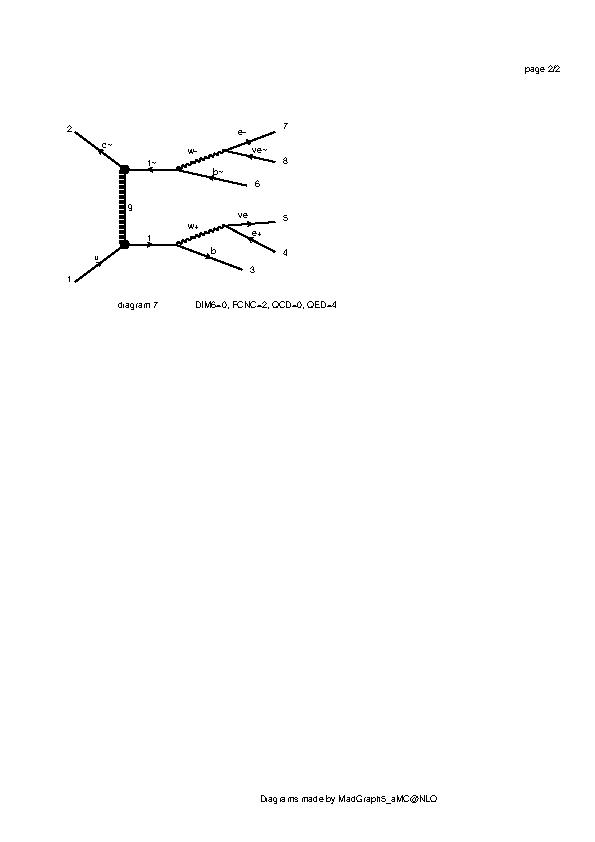 page 2/2
2
c~
t~
w-
e-
7
ve~
8
b~
6
g
w+
ve
5
e+
4
t
b
3
u
1
diagram 7 DIM6=0, FCNC=2, QCD=0, QED=4
Diagrams made by MadGraph5_aMC@NLO